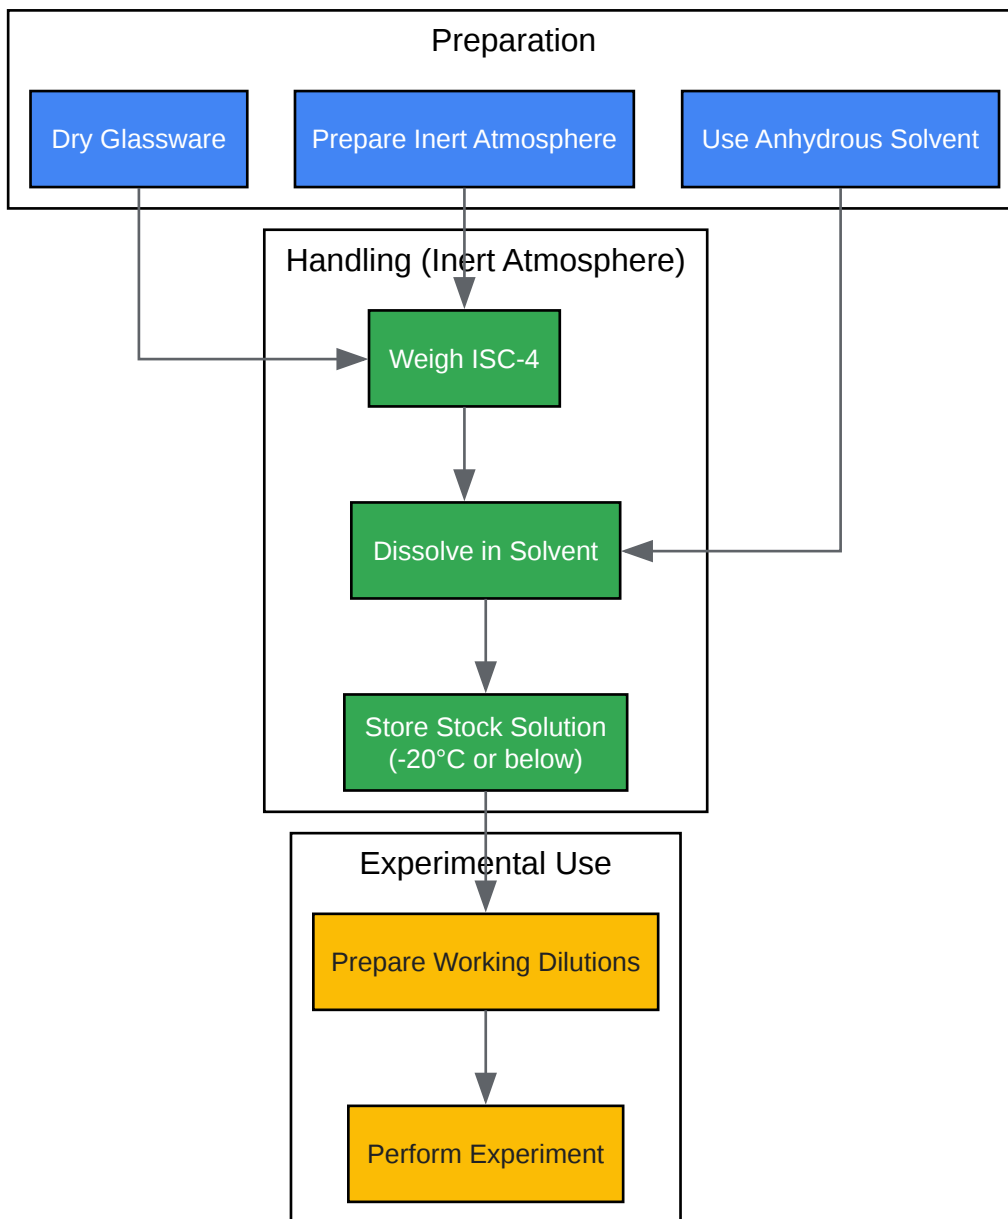 Preparation
Dry Glassware
Prepare Inert Atmosphere
Use Anhydrous Solvent
Handling (Inert Atmosphere)
Weigh ISC-4
Dissolve in Solvent
Store Stock Solution
(-20°C or below)
Experimental Use
Prepare Working Dilutions
Perform Experiment